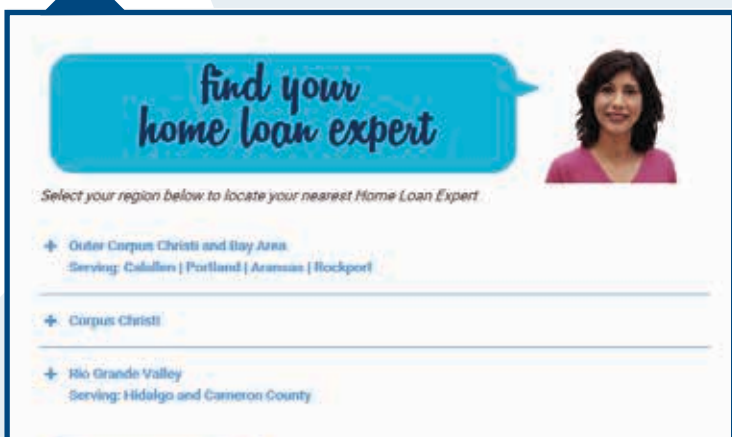 find your
home loan expert
Select your region below to locate your nearest Home Loan Expert
+ Outer Corpus Christi and Bay Area
Serving: Calallen | Portland | Aransas | Rockport
+ Corpus Christi
+ Rio Grande Valley
Serving: Hidalgo and Cameron County